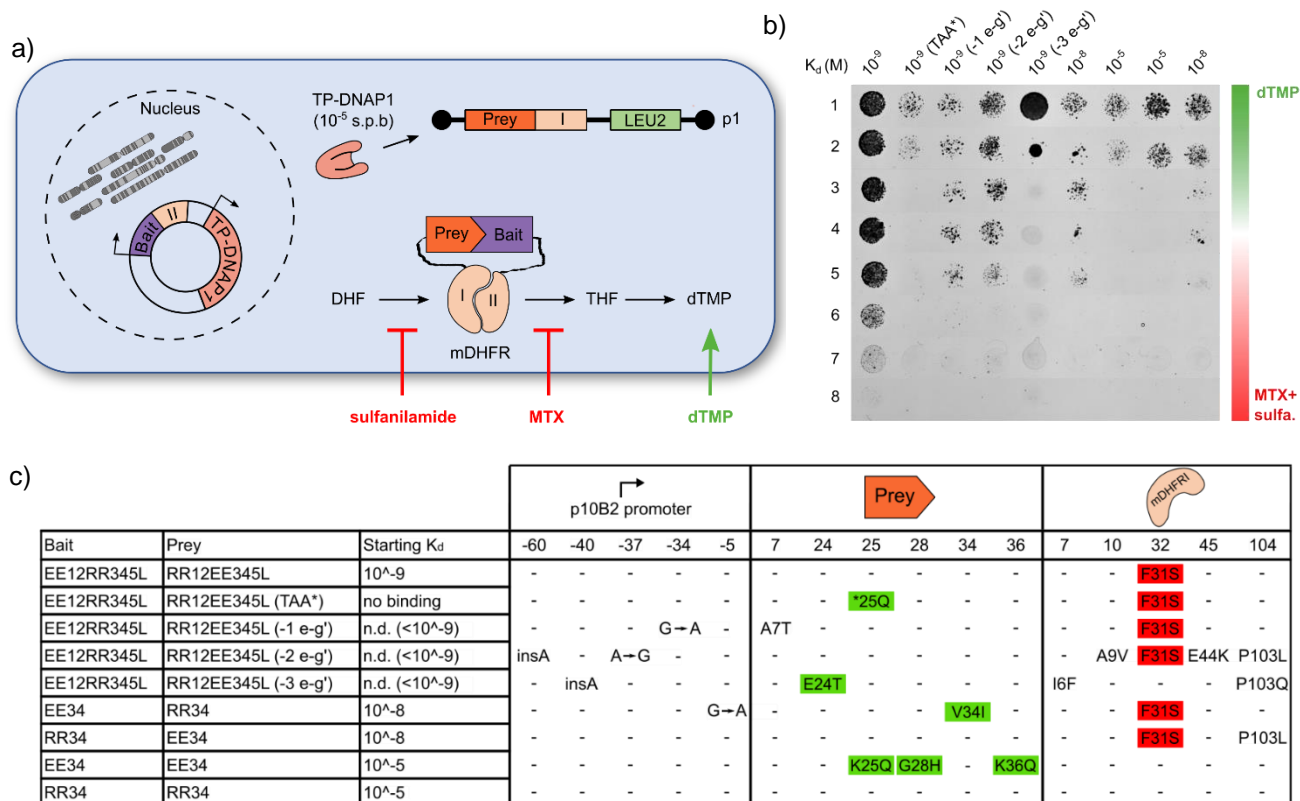 a)
Nucleus
Bait
II
TP-DNAP1
TP-DNAP1
(10⁻⁵ s.p.b)
Prey
I
LEU2
p1
Prey
Bait
I
II
DHF
THF
dTMP
mDHFR
sulfanilamide
MTX
dTMP
b)
K_d (M)
10⁻⁹
10⁻⁹ (TAA*)
10⁻⁹ (-1 e-g')
10⁻⁹ (-2 e-g')
10⁻⁹ (-3 e-g')
10⁻⁸
10⁻⁵
10⁻⁵
10⁻⁸
1
2
3
4
5
6
7
8
dTMP
MTX+
sulfa.
c)
p10B2 promoter
Prey
mDHFRI
Bait Prey Starting K_d -60 -40 -37 -34 -5 7 24 25 28 34 36 7 10 32 45 104
EE12RR345L RR12EE345L 10^-9 - - - - - - - - - - - - - F31S - -
EE12RR345L RR12EE345L (TAA*) no binding - - - - - - - *25Q - - - - - F31S - -
EE12RR345L RR12EE345L (-1 e-g') n.d. (<10^-9) - - - G→A - A7T - - - - - - - F31S - -
EE12RR345L RR12EE345L (-2 e-g') n.d. (<10^-9) insA - A→G - - - - - - - - - A9V F31S E44K P103L
EE12RR345L RR12EE345L (-3 e-g') n.d. (<10^-9) - insA - - - - E24T - - - - I6F - - - P103Q
EE34 RR34 10^-8 - - - - G→A - - - - V34I - - - F31S - -
RR34 EE34 10^-8 - - - - - - - - - - - - - F31S - P103L
EE34 EE34 10^-5 - - - - - - - K25Q G28H - K36Q - - - - -
RR34 RR34 10^-5 - - - - - - - - - - - - - - - -